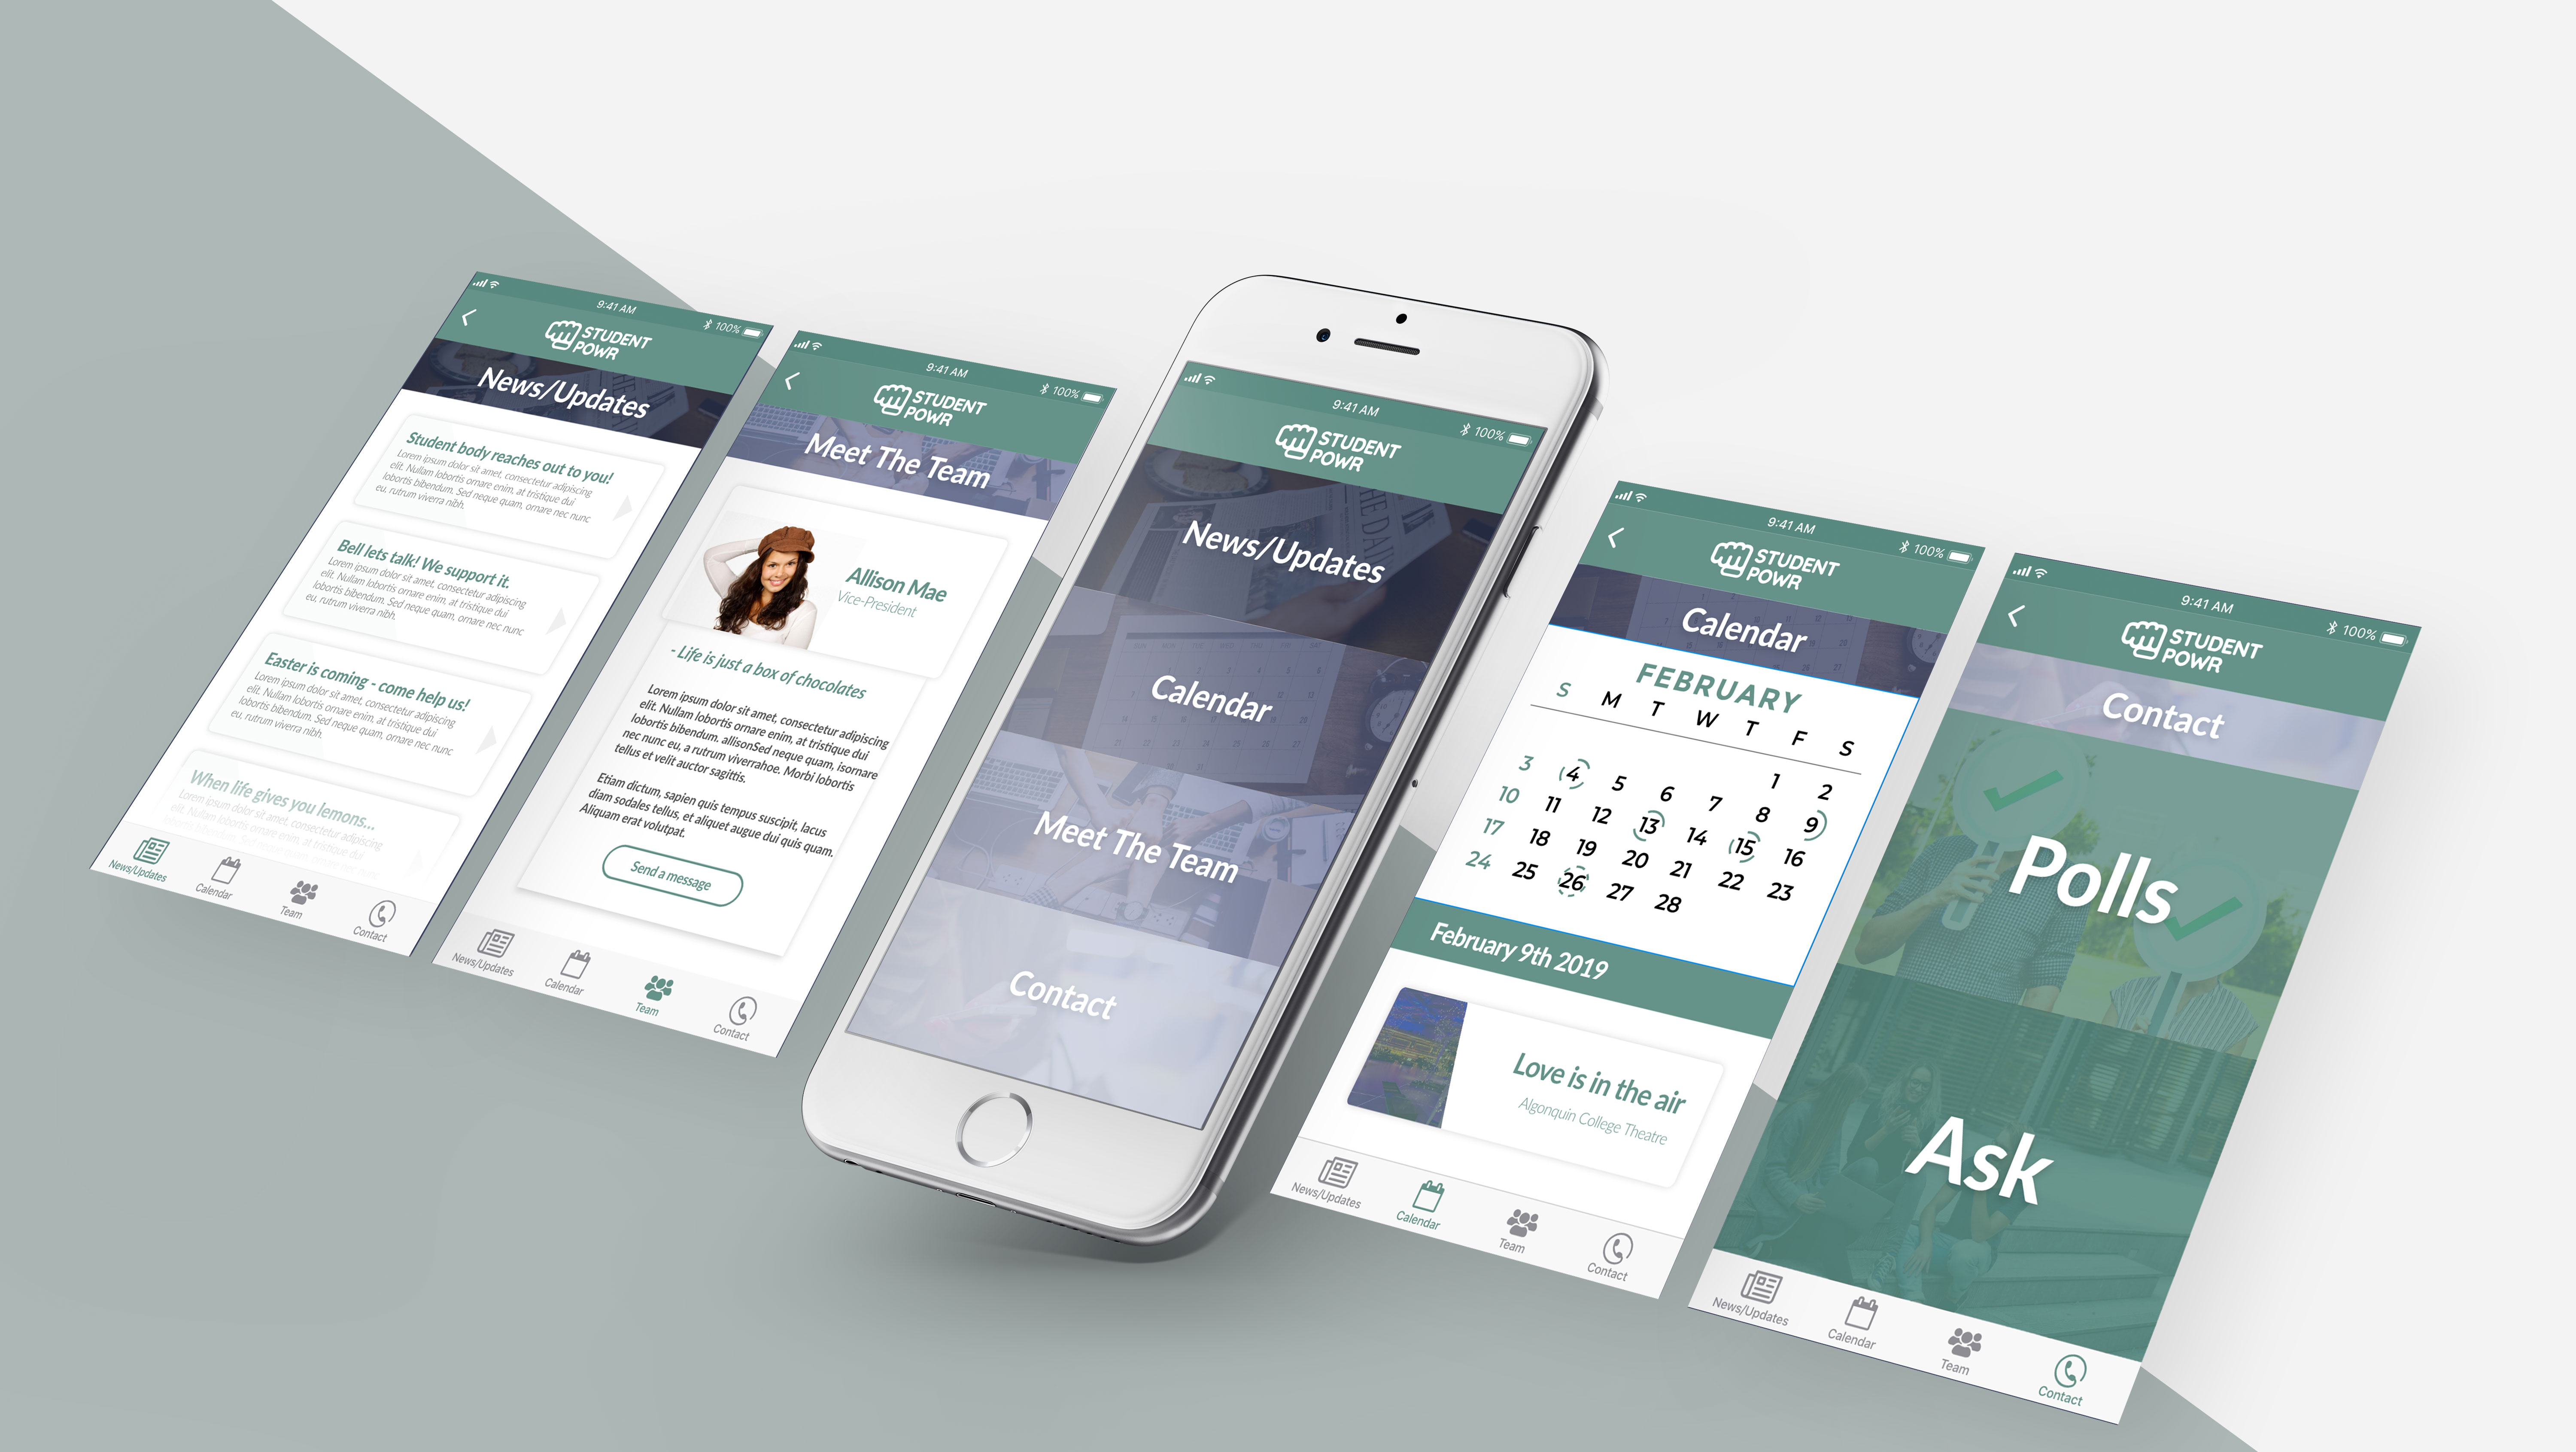 9:41 AM
100%
STUDENT
POWR
News/Updates
Student body reaches out to you!
Lorem ipsum dolor sit amet, consectetur adipiscing
elit. Nullam lobortis ornare enim, at tristique dui
lobortis bibendum. Sed neque quam, ornare nec nunc
eu, rutrum viverra nibh.
Bell lets talk! We support it.
Lorem ipsum dolor sit amet, consectetur adipiscing
elit. Nullam lobortis ornare enim, at tristique dui
lobortis bibendum. Sed neque quam, ornare nec nunc
eu, rutrum viverra nibh.
Easter is coming - come help us!
Lorem ipsum dolor sit amet, consectetur adipiscing
elit. Nullam lobortis ornare enim, at tristique dui
lobortis bibendum. Sed neque quam, ornare nec nunc
eu, rutrum viverra nibh.
When life gives you lemons...
Lorem ipsum dolor sit amet, consectetur adipiscing
elit. Nullam lobortis ornare enim, at tristique dui
News/Updates
Calendar
Team
Contact
9:41 AM
100%
STUDENT
POWR
Meet The Team
Allison Mae
Vice-President
- Life is just a box of chocolates
Lorem ipsum dolor sit amet, consectetur adipiscing
elit. Nullam lobortis ornare enim, at tristique dui
lobortis bibendum. allisonSed neque quam, isornare
nec nunc eu, a rutrum viverrahoe. Morbi lobortis
tellus et velit auctor sagittis.
Etiam dictum, sapien quis tempus suscipit, lacus
diam sodales tellus, et aliquet augue dui quis quam.
Aliquam erat volutpat.
Send a message
News/Updates
Calendar
Team
Contact
9:41 AM
100%
STUDENT
POWR
News/Updates
Calendar
Meet The Team
Contact
9:41 AM
100%
STUDENT
POWR
Calendar
FEBRUARY
S M T W T F S
1 2
3 4 5 6 7 8 9
10 11 12 13 14 15 16
17 18 19 20 21 22 23
24 25 26 27 28
February 9th 2019
Love is in the air
Algonquin College Theatre
News/Updates
Calendar
Team
Contact
9:41 AM
100%
STUDENT
POWR
Contact
Polls
Ask
News/Updates
Calendar
Team
Contact